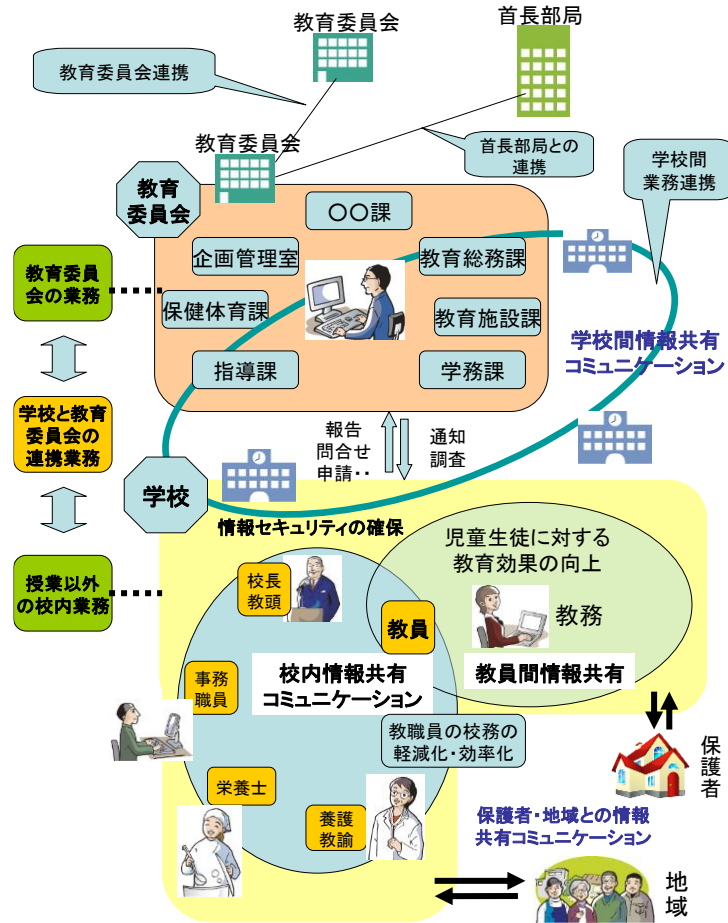 教育委員会
首長部局
教育委員会連携
教育委員会
首長部局との
連携
学校間
業務連携
教育
委員会
〇〇課
企画管理室
教育総務課
教育委員
会の業務
保健体育課
教育施設課
学校間情報共有
コミュニケーション
指導課
学務課
学校と教育
委員会の
連携業務
報告
問合せ
申請・・
通知
調査
学校
情報セキュリティの確保
児童生徒に対する
教育効果の向上
授業以外
の校内業務
校長
教頭
教員
教務
校内情報共有
コミュニケーション
教員間情報共有
事務
職員
教職員の校務の
軽減化・効率化
保護者
栄養士
養護
教諭
保護者・地域との情報
共有コミュニケーション
地域